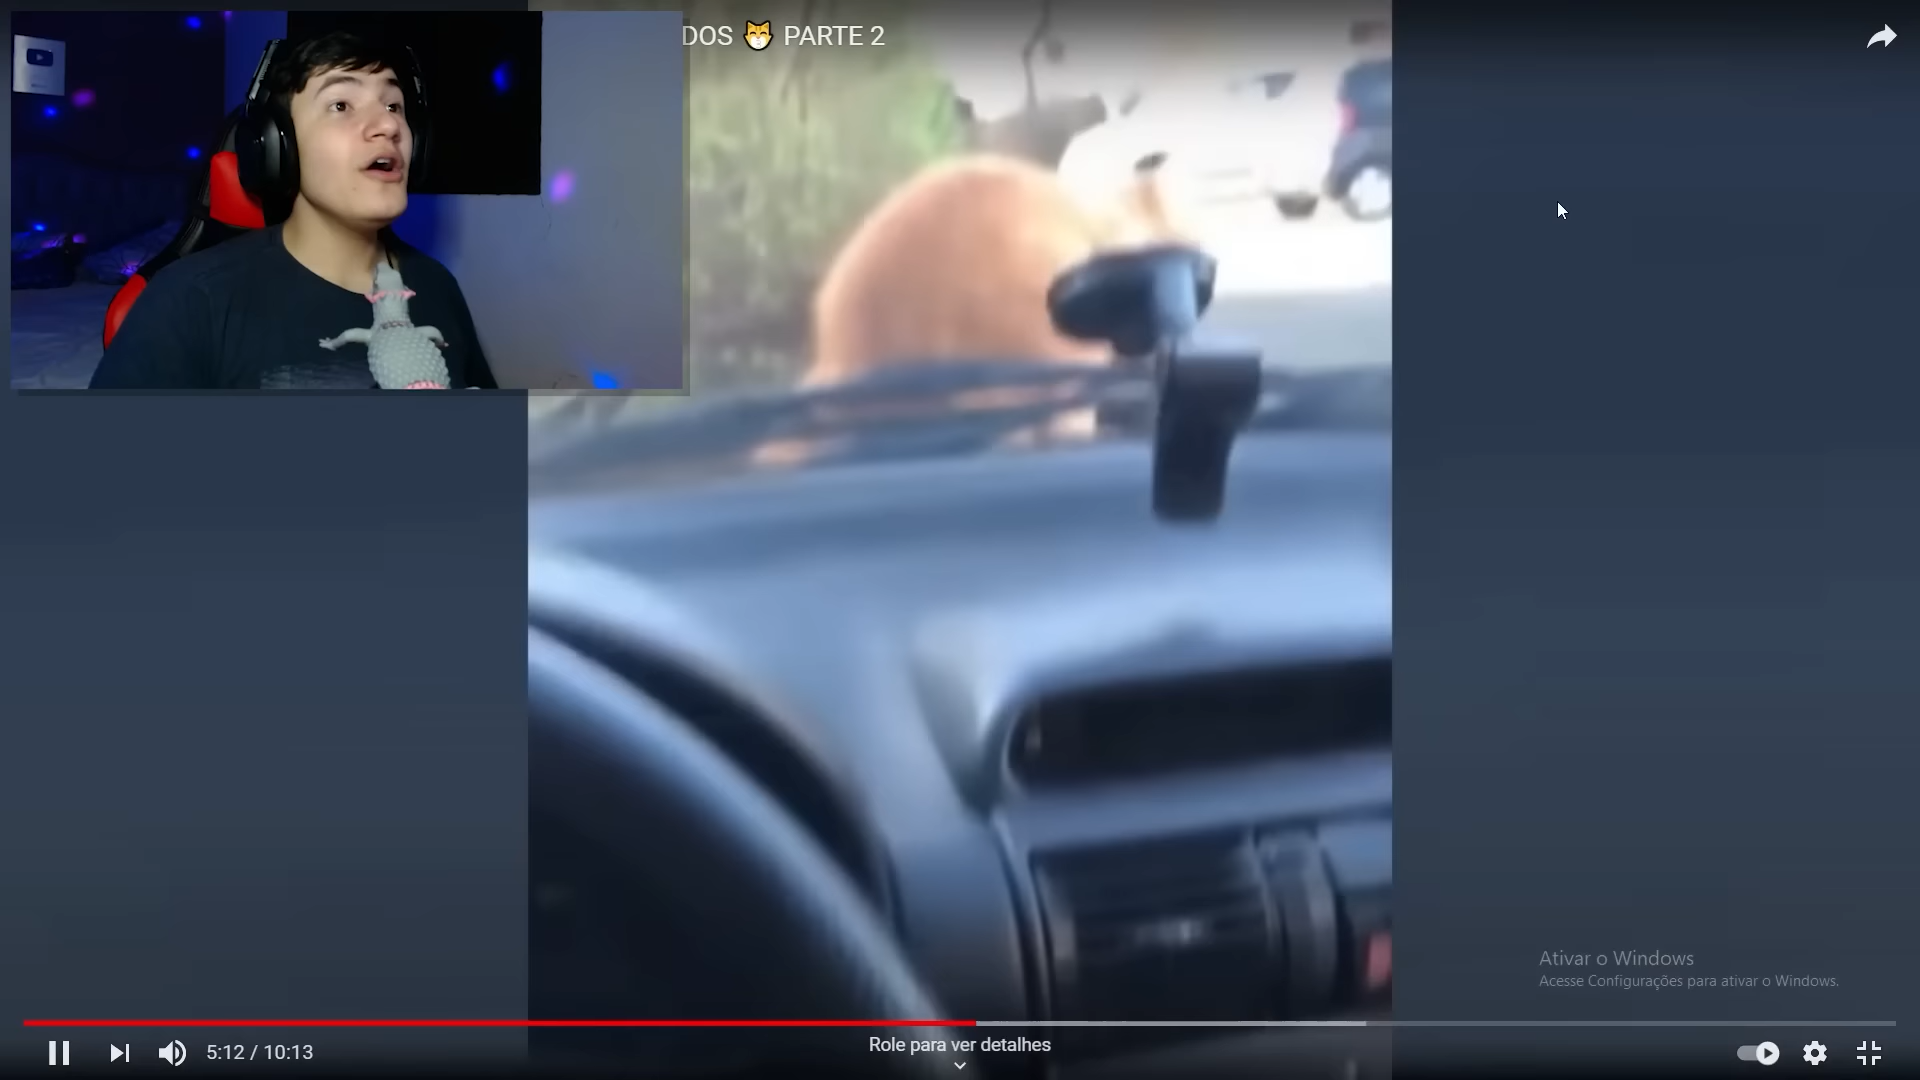 DOS 😸 PARTE 2
Ativar o Windows
Acesse Configurações para ativar o Windows.
Role para ver detalhes
5:12 / 10:13